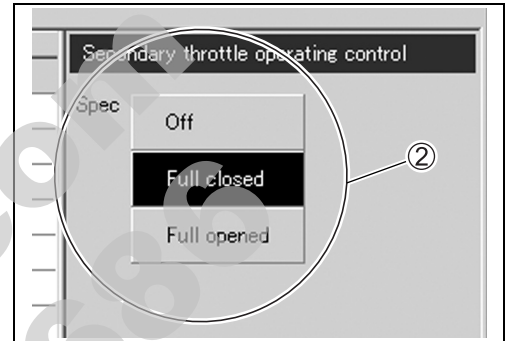 Secondary throttle operating control
Spec
Off
Full closed
②
Full opened